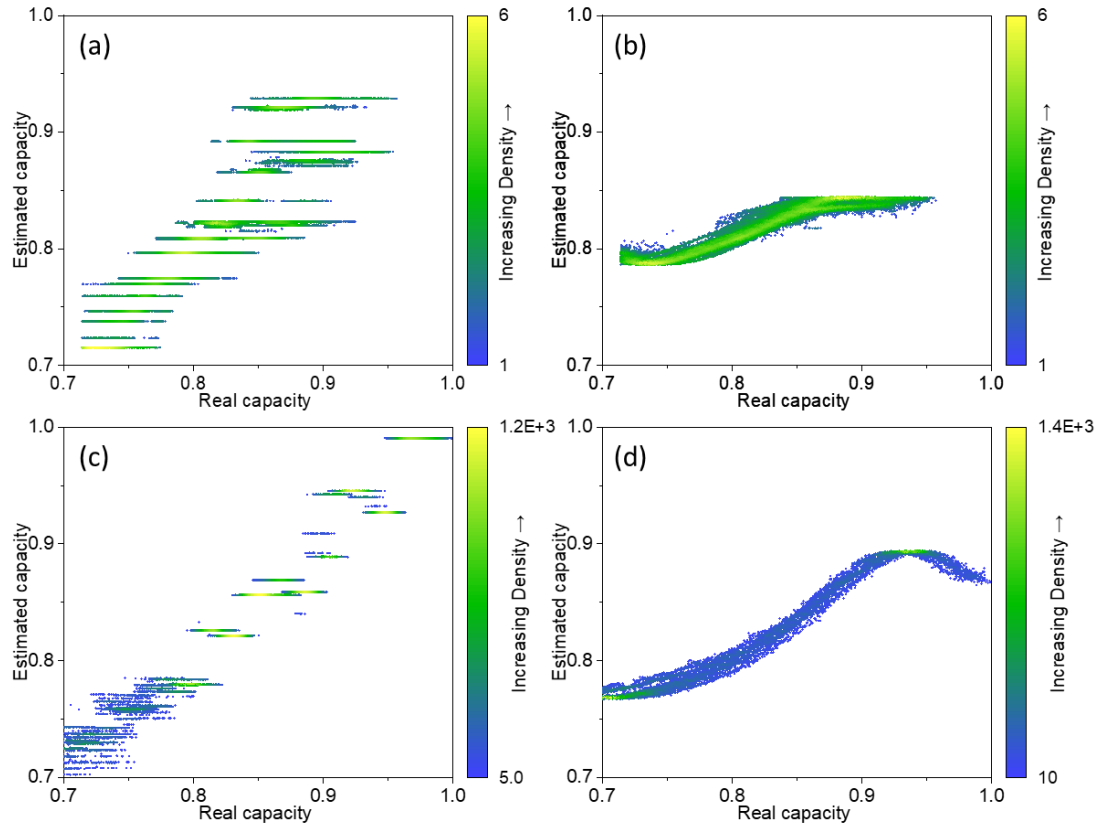 (a)
1.0
0.9
0.8
0.7
Estimated capacity
0.7 0.8 0.9 1.0
Real capacity
6
1
Increasing Density →
(b)
1.0
0.9
0.8
0.7
Estimated capacity
0.7 0.8 0.9 1.0
Real capacity
6
1
Increasing Density →
(c)
1.0
0.9
0.8
0.7
Estimated capacity
0.7 0.8 0.9 1.0
Real capacity
1.2E+3
5.0
Increasing Density →
(d)
1.0
0.9
0.8
0.7
Estimated capacity
0.7 0.8 0.9 1.0
Real capacity
1.4E+3
10
Increasing Density →